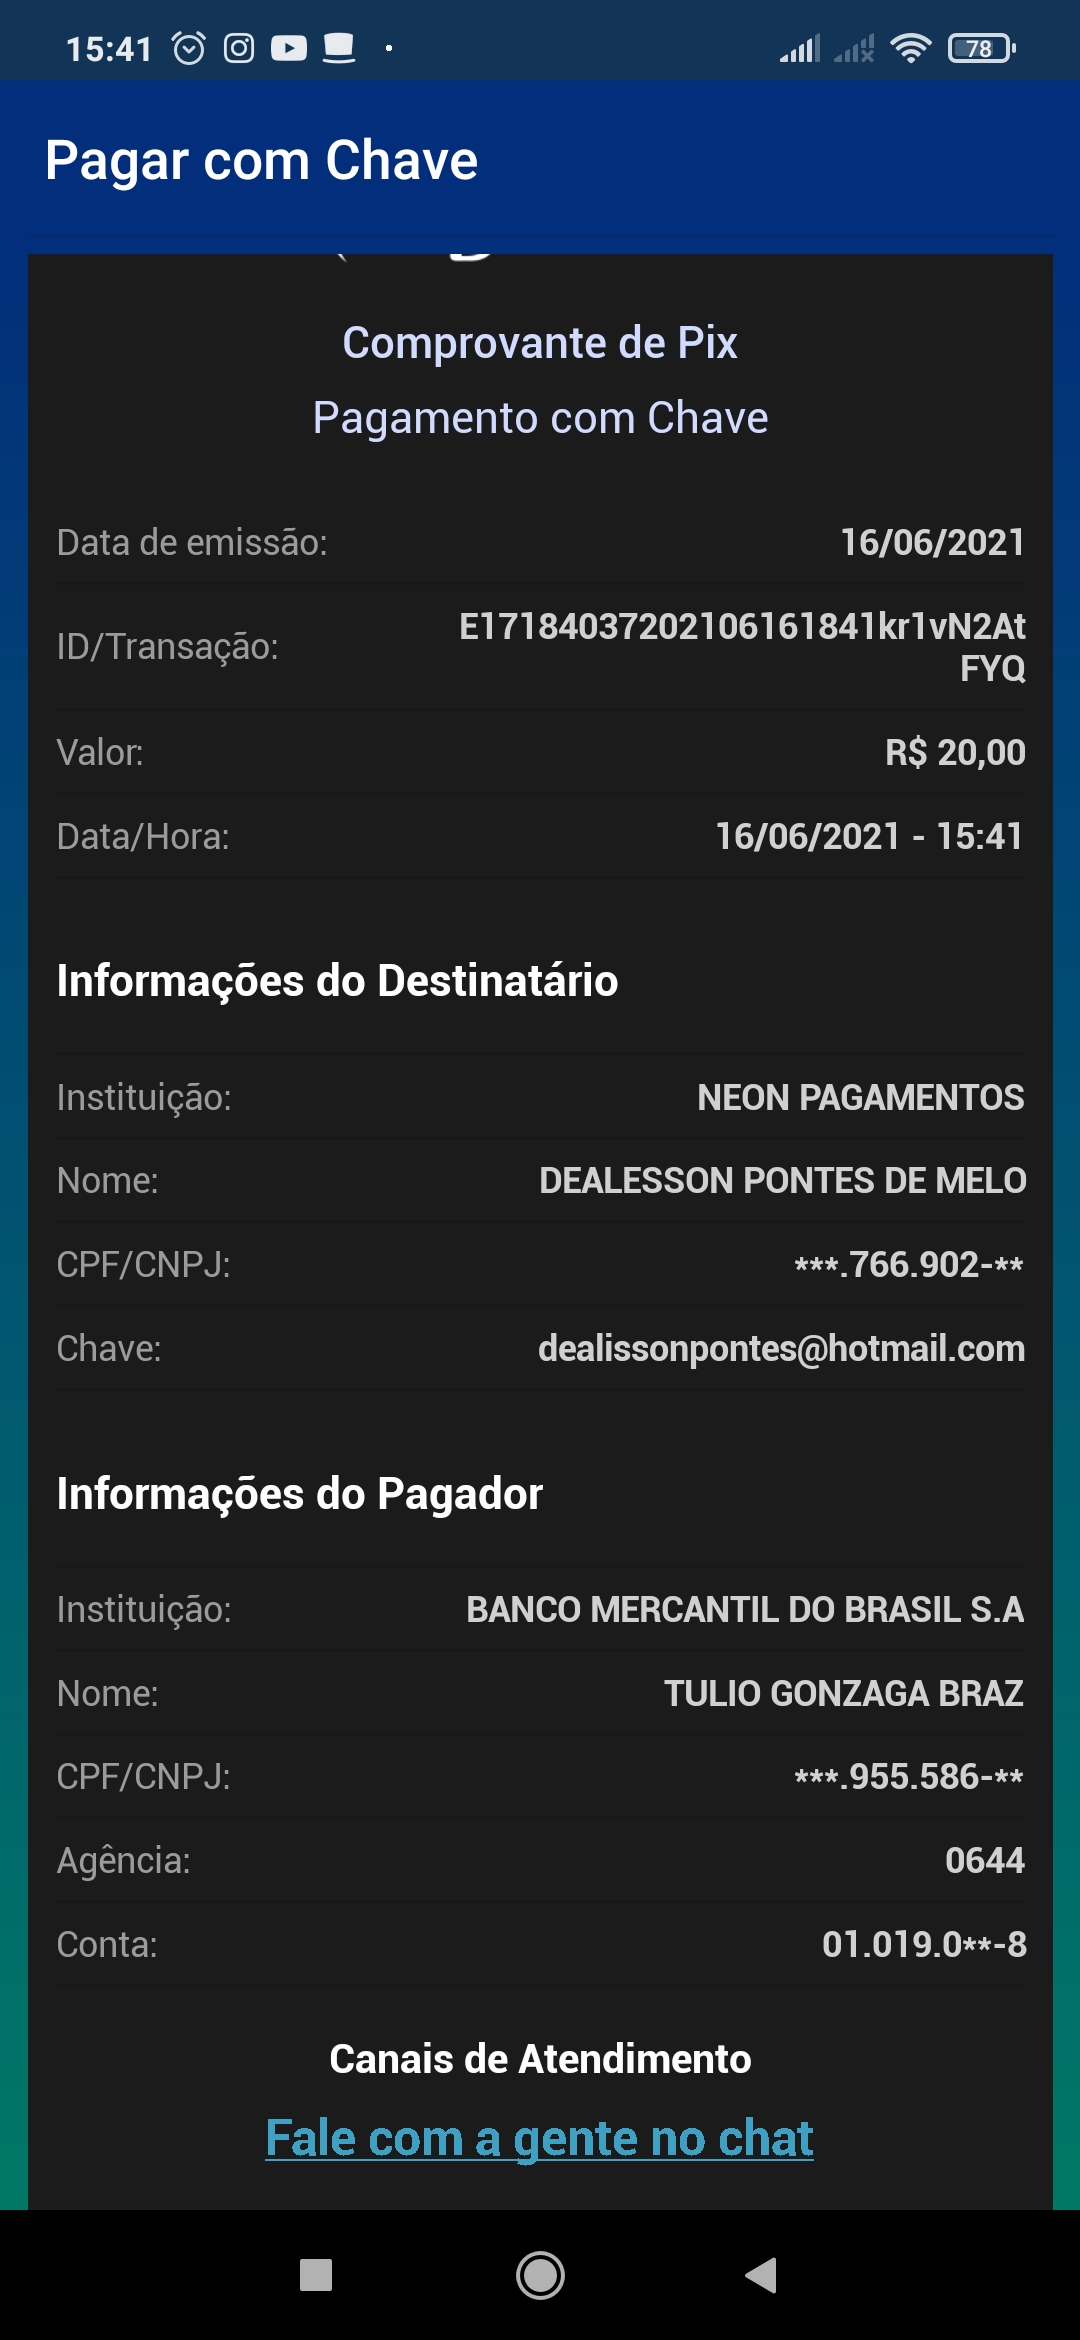 15:41
78
Pagar com Chave
Comprovante de Pix
Pagamento com Chave
Data de emissão: 16/06/2021
ID/Transação: E17184037202106161841kr1vN2At
FYQ
Valor: R$ 20,00
Data/Hora: 16/06/2021 - 15:41
Informações do Destinatário
Instituição: NEON PAGAMENTOS
Nome: DEALESSON PONTES DE MELO
CPF/CNPJ: ***.766.902-**
Chave: dealissonpontes@hotmail.com
Informações do Pagador
Instituição: BANCO MERCANTIL DO BRASIL S.A
Nome: TULIO GONZAGA BRAZ
CPF/CNPJ: ***.955.586-**
Agência: 0644
Conta: 01.019.0**-8
Canais de Atendimento
Fale com a gente no chat